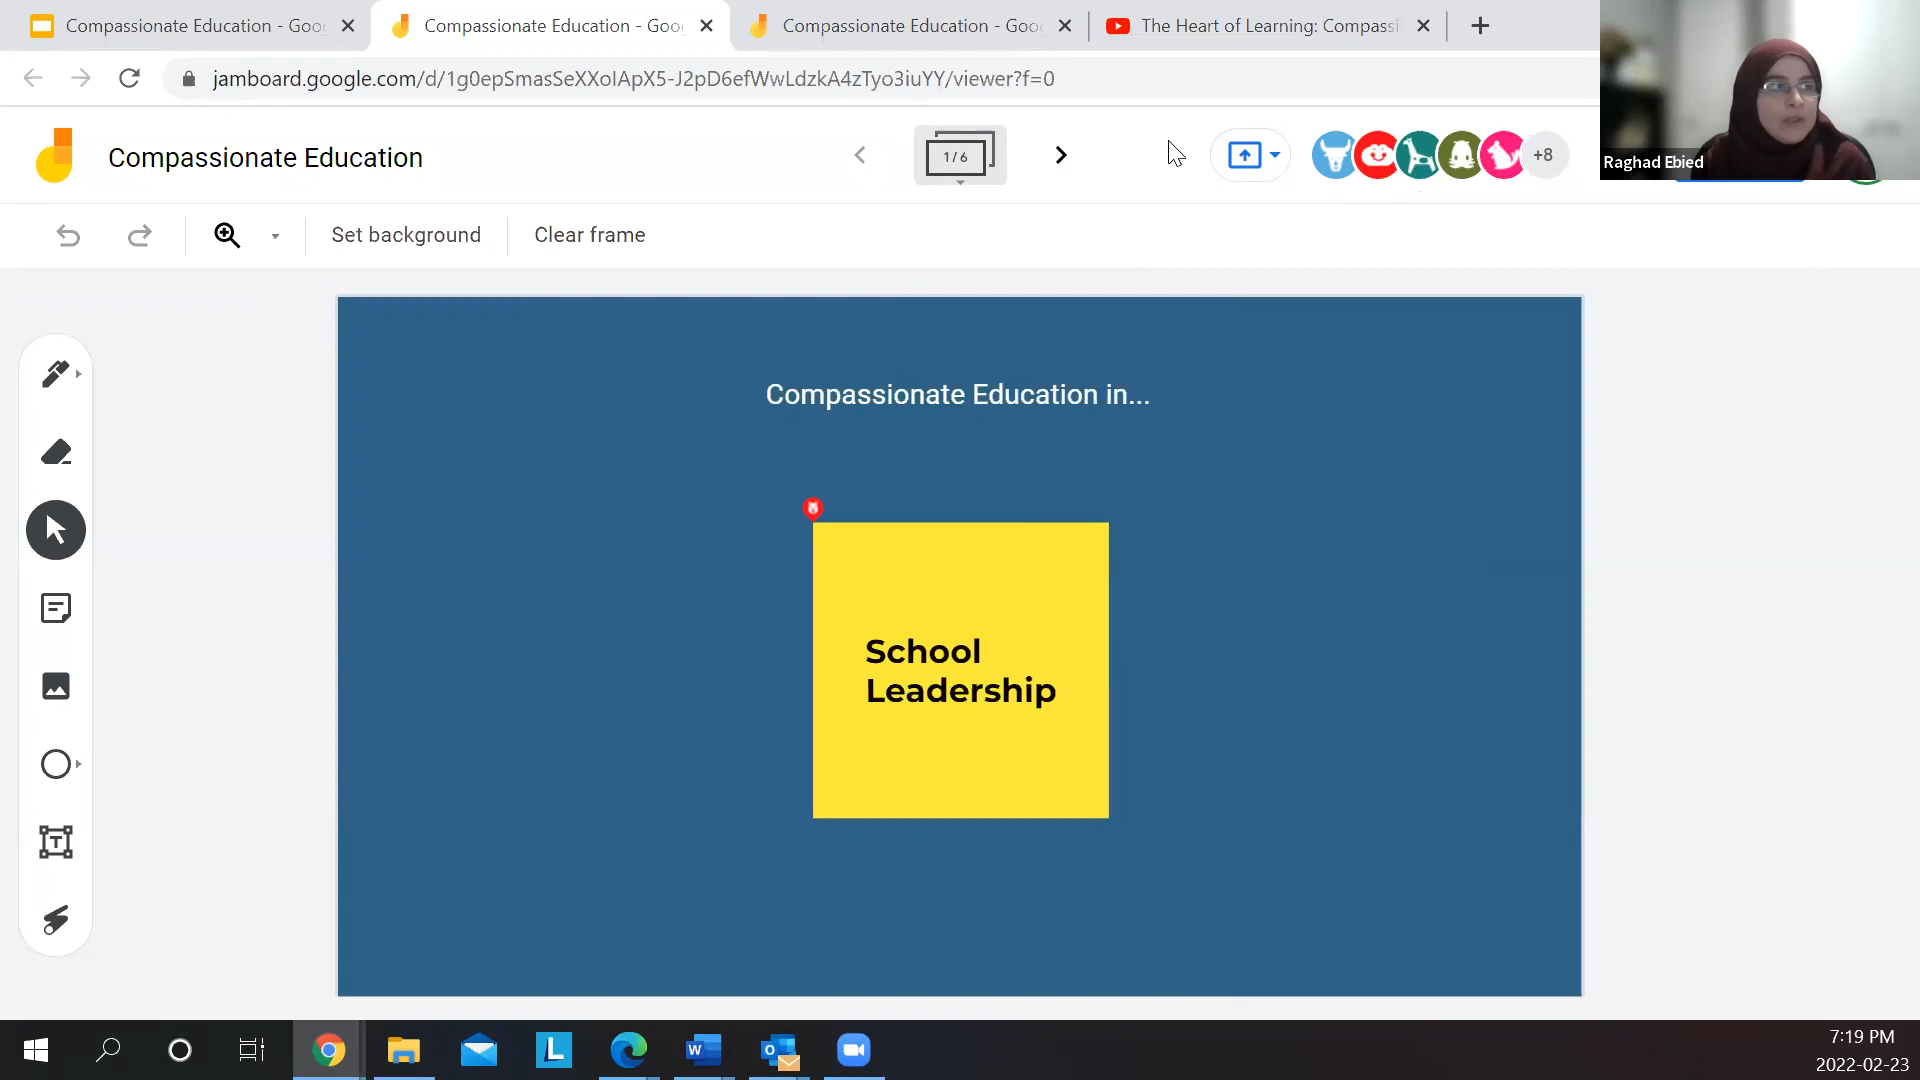 Compassionate Education - Goo
Compassionate Education - Goo
Compassionate Education - Goo
The Heart of Learning: Compassi
jamboard.google.com/d/1g0epSmasSeXXoIApX5-J2pD6efWwLdzkA4zTyo3iuYY/viewer?f=0
Raghad Ebied
Compassionate Education
1/6
+8
Set background
Clear frame
Compassionate Education in...
School
Leadership
7:19 PM
2022-02-23